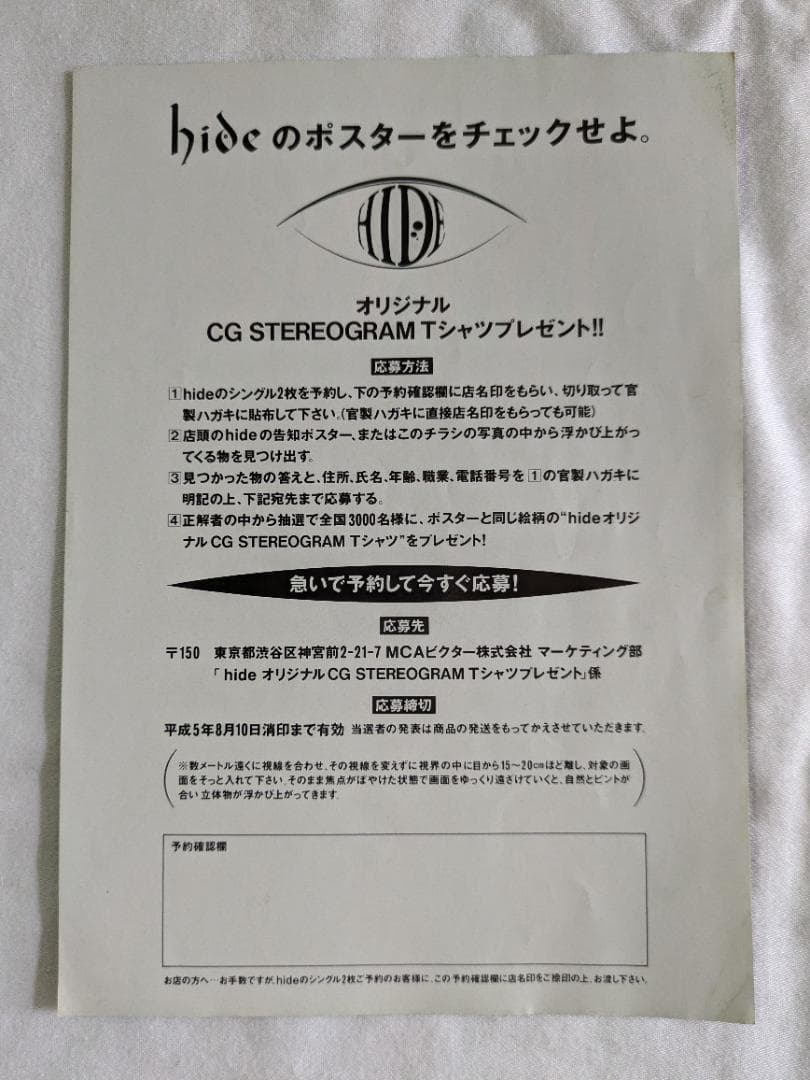 hideのポスターをチェックせよ。
HIDE
オリジナル
CG STEREOGRAM Tシャツプレゼント!!
応募方法
1 hideのシングル2枚を予約し、下の予約確認欄に店名印をもらい、切り取って官
製ハガキに貼布して下さい。(官製ハガキに直接店名印をもらっても可能)
2 店頭のhideの告知ポスター、またはこのチラシの写真の中から浮かび上がっ
てくる物を見つけ出す。
3 見つかった物の答えと、住所、氏名、年齢、職業、電話番号を1の官製ハガキに
明記の上、下記宛先まで応募する。
4 正解者の中から抽選で全国3000名様に、ポスターと同じ絵柄の“hideオリジ
ナルCG STEREOGRAM Tシャツ”をプレゼント!
急いで予約して今すぐ応募!
応募先
〒150 東京都渋谷区神宮前2-21-7 MCAビクター株式会社 マーケティング部
「hide オリジナルCG STEREOGRAM Tシャツプレゼント」係
応募締切
平成5年8月10日消印まで有効 当選者の発表は商品の発送をもってかえさせていただきます。
※数メートル遠くに視線を合わせ、その視線を変えずに視界の中に目から15〜20cmほど離し、対象の画
面をそっと入れて下さい。そのまま焦点がぼやけた状態で画面をゆっくり遠ざけていくと、自然とピントが
合い立体物が浮かび上がってきます。
予約確認欄
お店の方へ…お手数ですが、hideのシングル2枚ご予約のお客様に、この予約確認欄に店名印をご捺印の上、お渡し下さい。